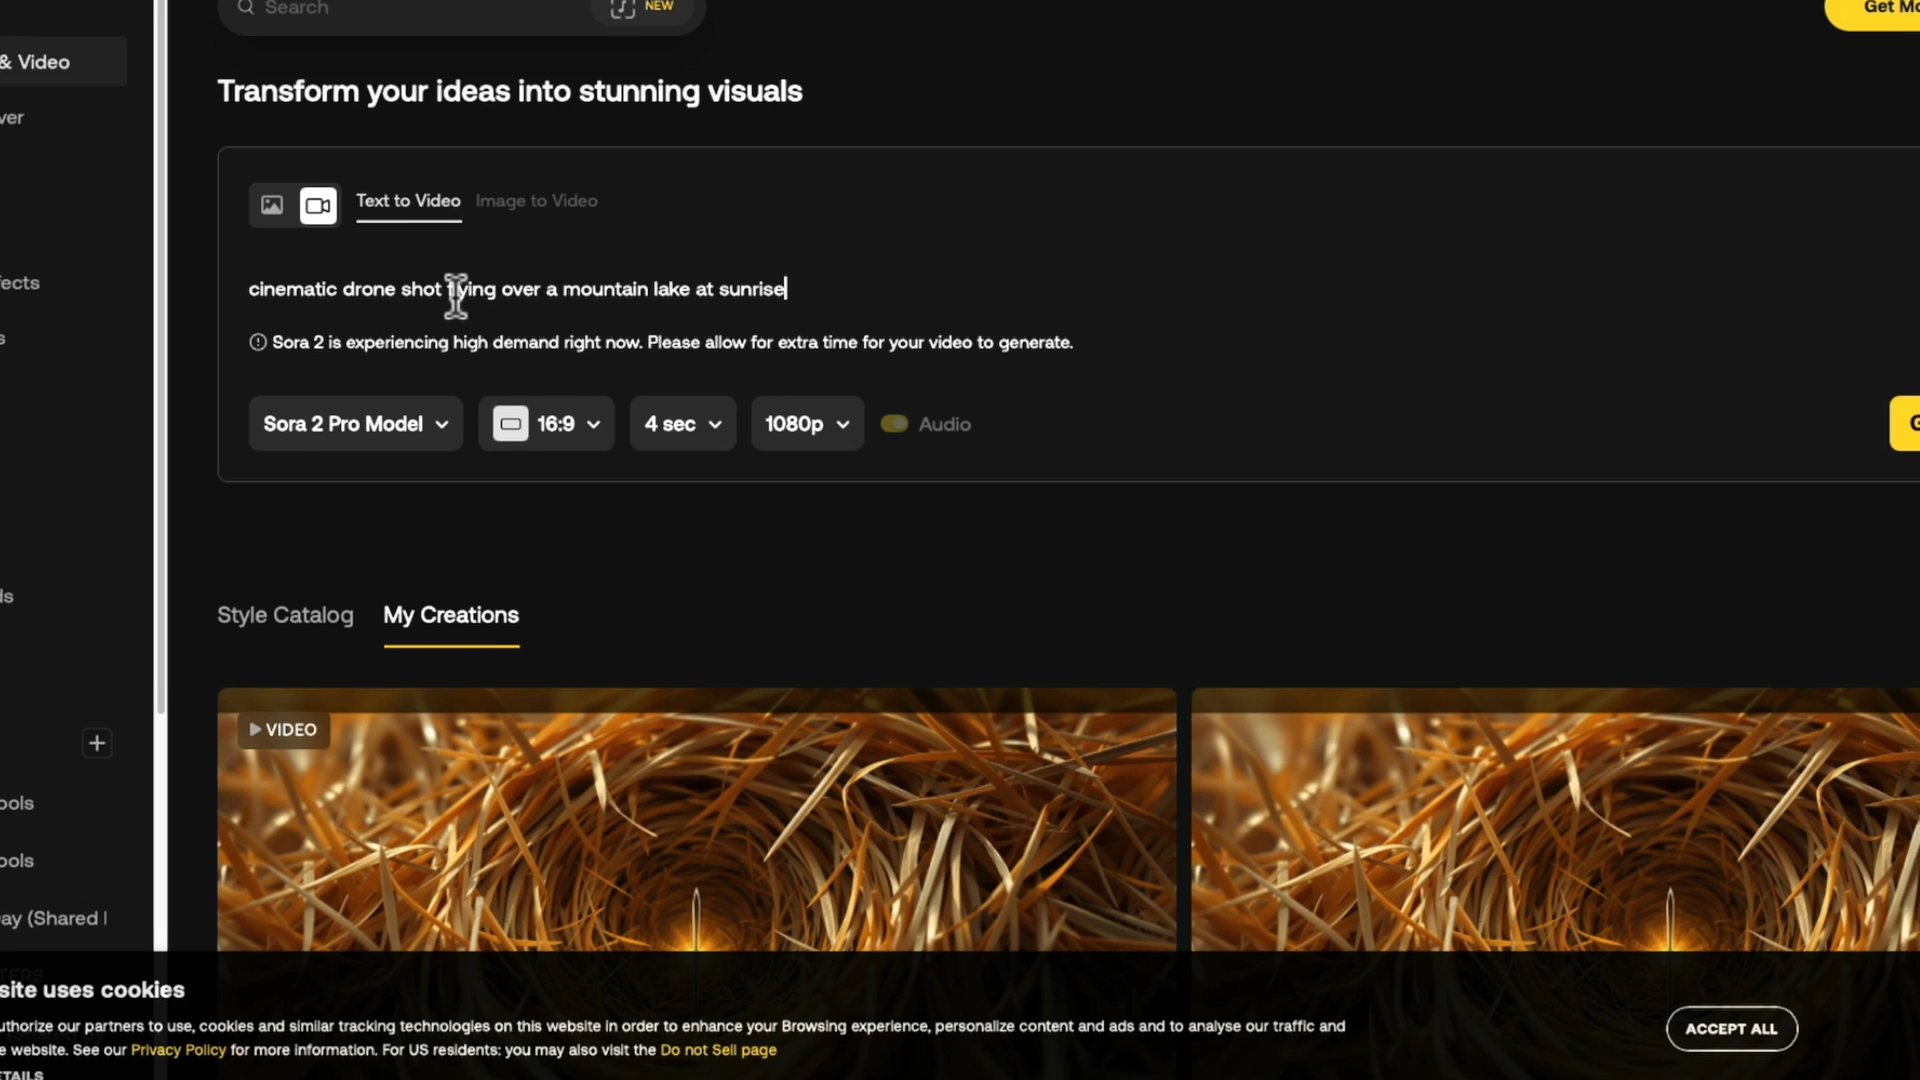 Search
NEW
Get Mo
& Video
Transform your ideas into stunning visuals
ver
Text to Video Image to Video
fects
cinematic drone shot flying over a mountain lake at sunrise
s
Sora 2 is experiencing high demand right now. Please allow for extra time for your video to generate.
Sora 2 Pro Model 16:9 4 sec 1080p Audio
G
ds
Style Catalog My Creations
VIDEO
ools
ools
ay (Shared
site uses cookies
uthorize our partners to use, cookies and similar tracking technologies on this website in order to enhance your Browsing experience, personalize content and ads and to analyse our traffic and
e website. See our Privacy Policy for more information. For US residents: you may also visit the Do not Sell page
ETAILS
ACCEPT ALL